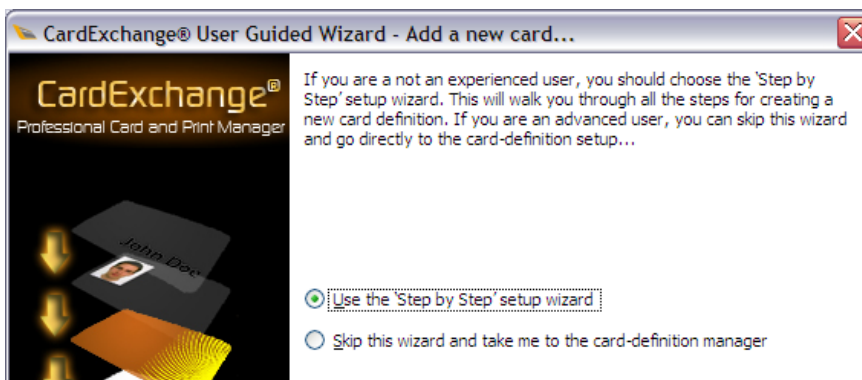 CardExchange® User Guided Wizard - Add a new card...
CardExchange®
Professional Card and Print Manager
If you are a not an experienced user, you should choose the 'Step by
Step' setup wizard. This will walk you through all the steps for creating a
new card definition. If you are an advanced user, you can skip this wizard
and go directly to the card-definition setup...
John Doe
Use the 'Step by Step' setup wizard
Skip this wizard and take me to the card-definition manager